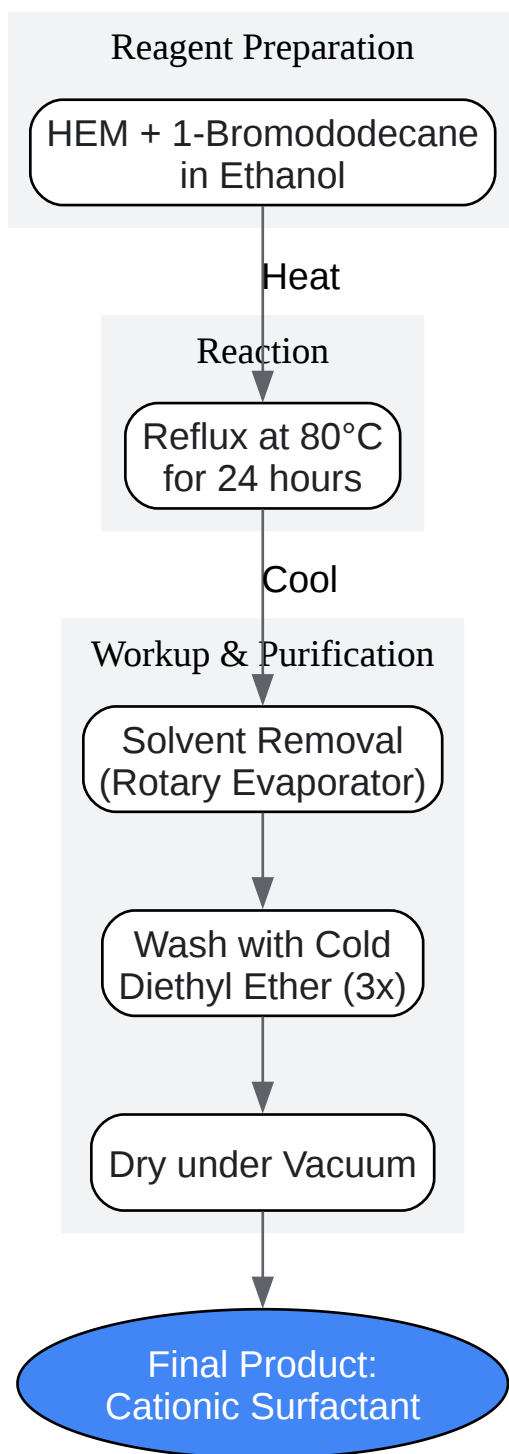 Reagent Preparation
HEM + 1-Bromododecane
in Ethanol
Heat
Reaction
Reflux at 80°C
for 24 hours
Cool
Workup & Purification
Solvent Removal
(Rotary Evaporator)
Wash with Cold
Diethyl Ether (3x)
Dry under Vacuum
Final Product:
Cationic Surfactant